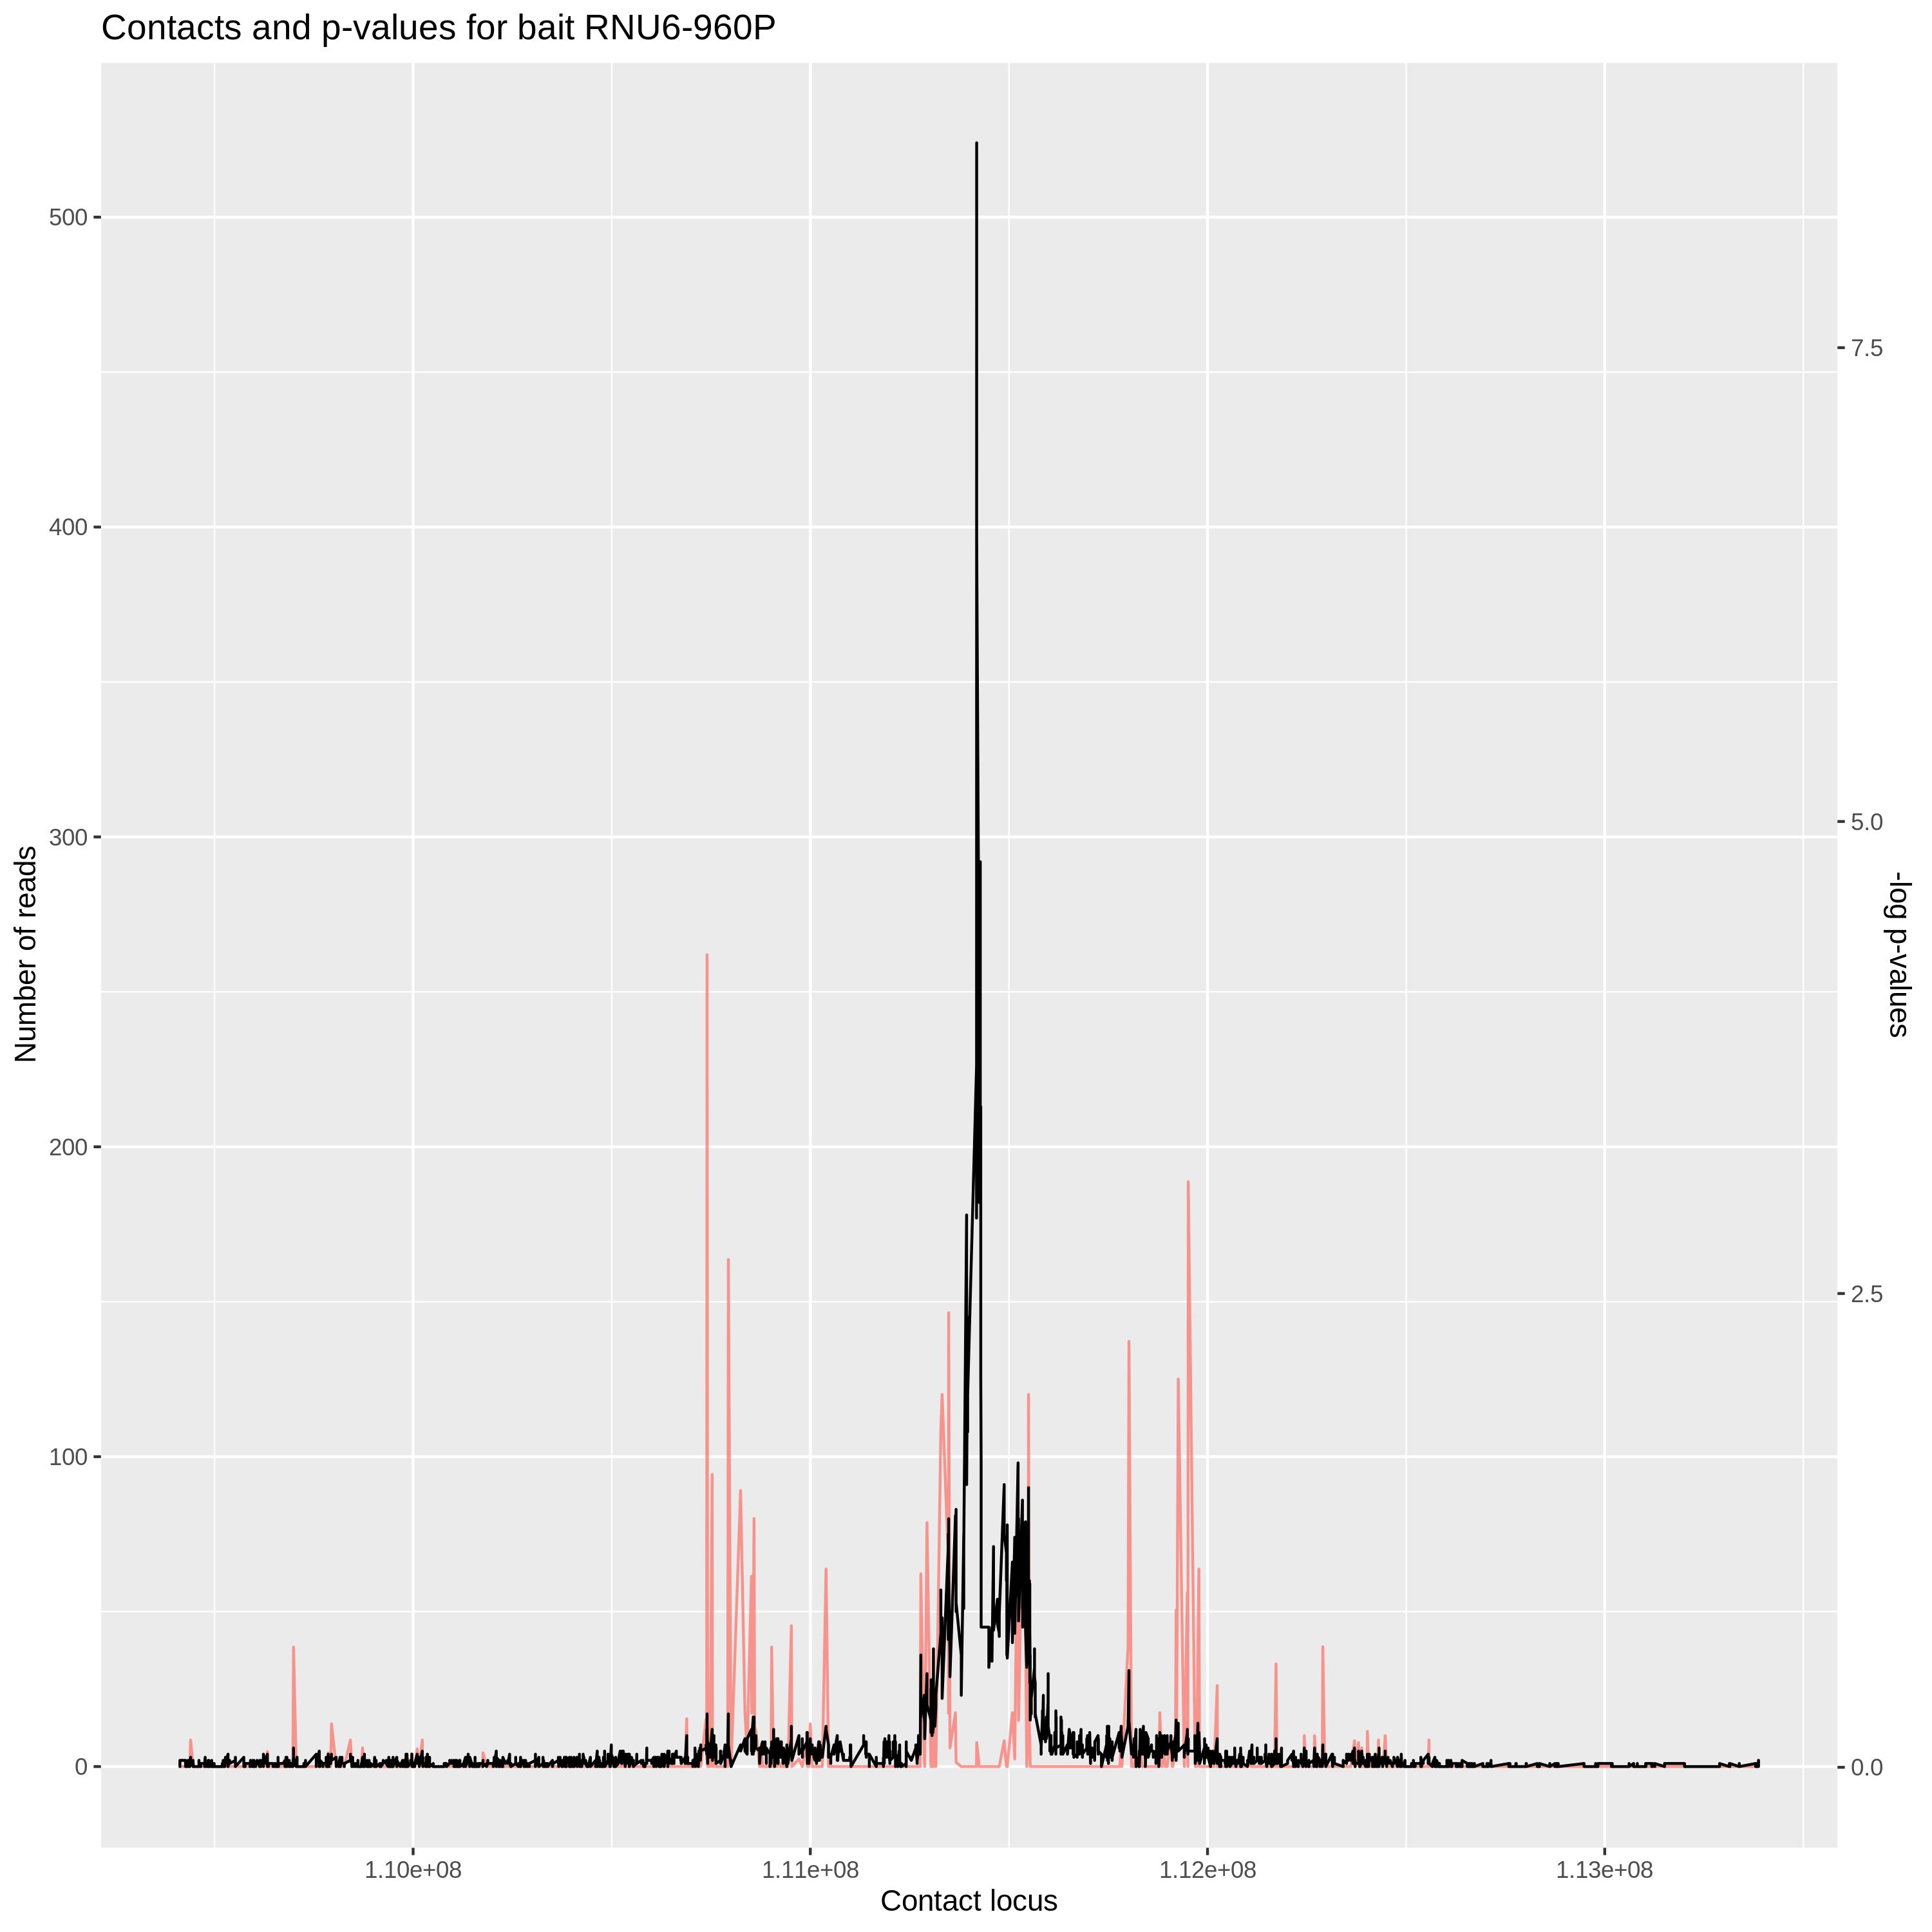 Contacts and p-values for bait RNU6-960P
500
400
300
200
100
0
Number of reads
7.5
5.0
2.5
0.0
-log p-values
1.10e+08
1.11e+08
1.12e+08
1.13e+08
Contact locus